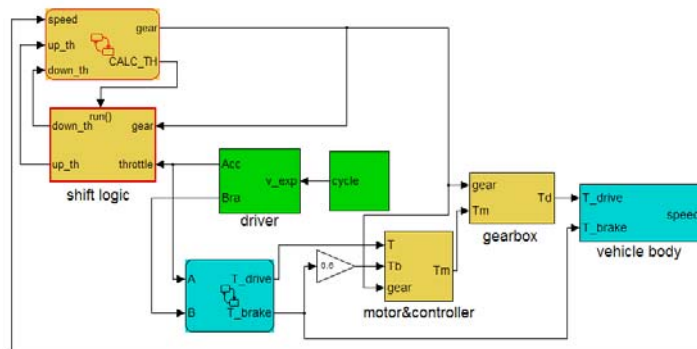 speed
gear
up_th
CALC_TH
down_th
run()
down_th
gear
up_th
throttle
shift logic
Acc
v_exp
cycle
Bra
driver
gear
Td
Tm
gearbox
T_drive
speed
T_brake
vehicle body
A
T_drive
B
T_brake
0.6
T
Tb
Tm
gear
motor&controller